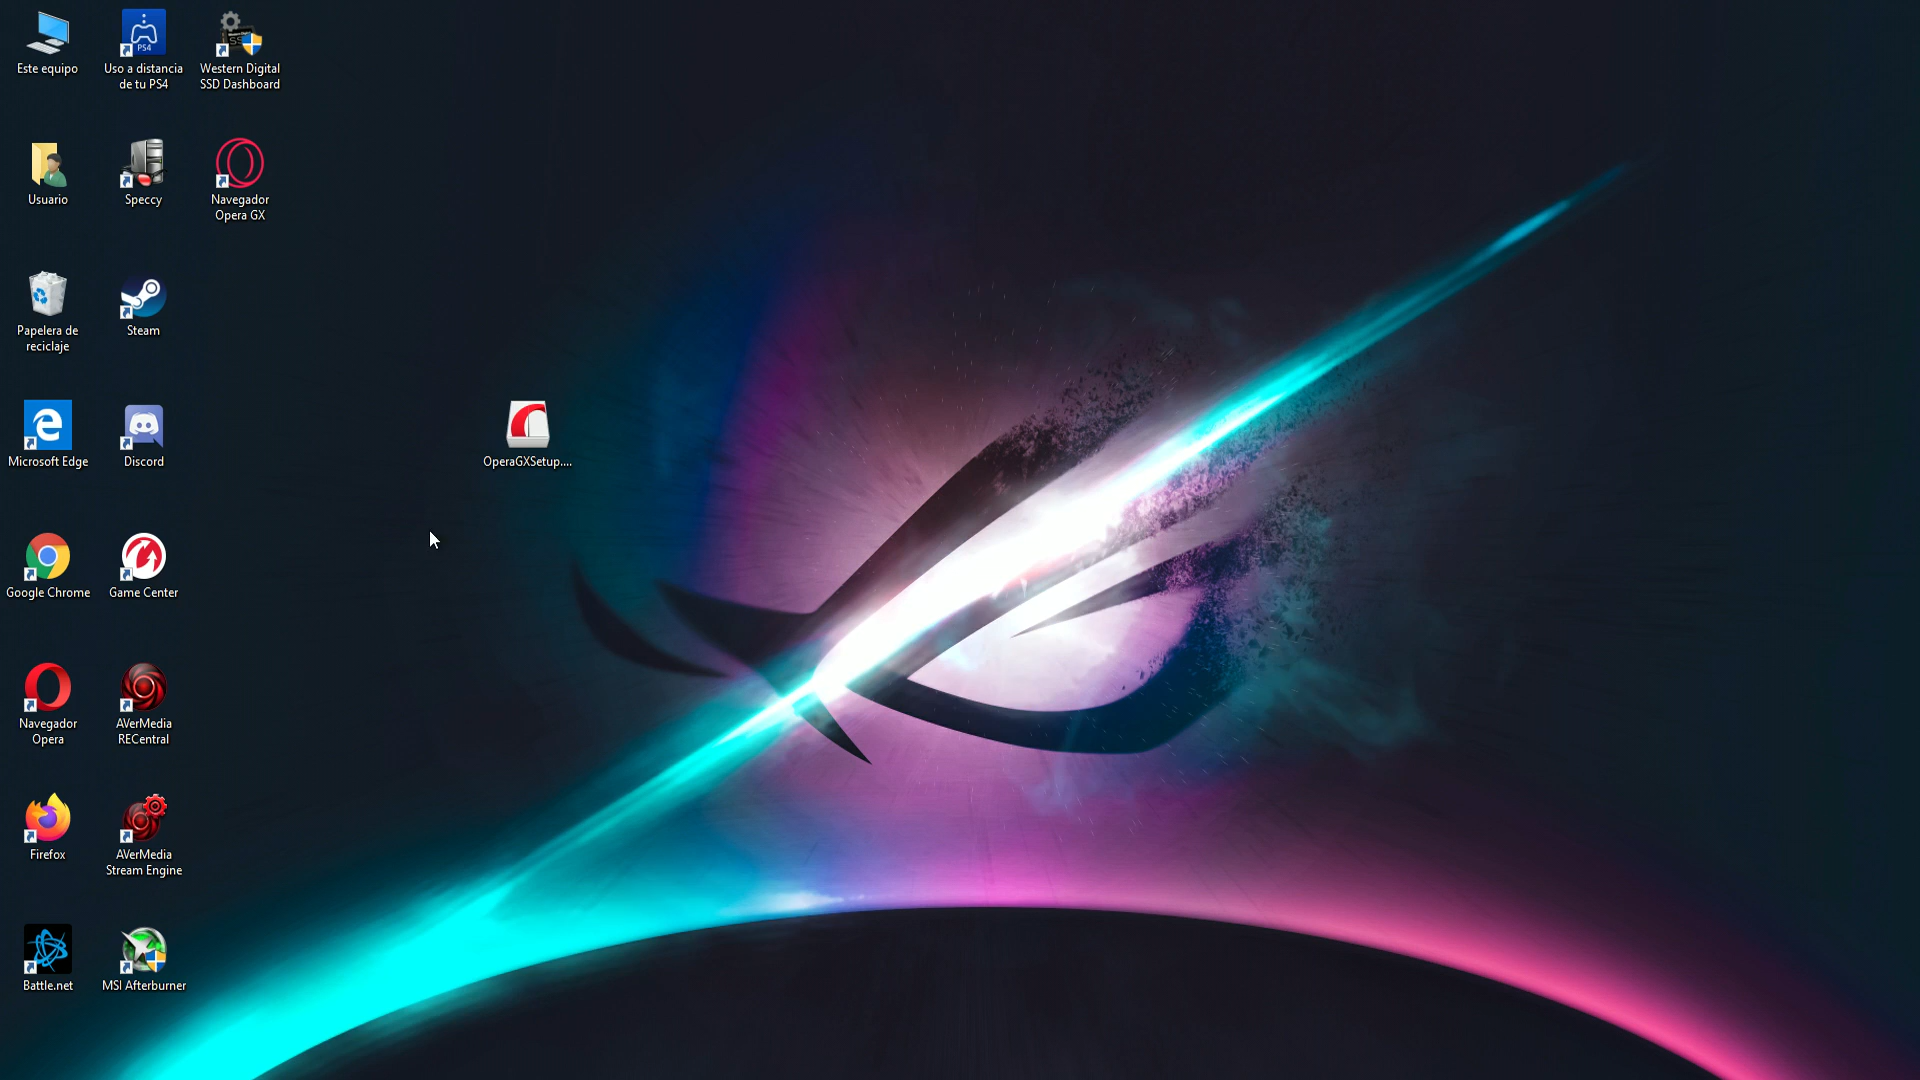 Este equipo
Uso a distancia
de tu PS4
Western Digital
SSD Dashboard
Usuario
Speccy
Navegador
Opera GX
Papelera de
reciclaje
Steam
Microsoft Edge
Discord
OperaGXSetup....
Google Chrome
Game Center
Navegador
Opera
AVerMedia
RECentral
Firefox
AVerMedia
Stream Engine
Battle.net
MSI Afterburner
PS4